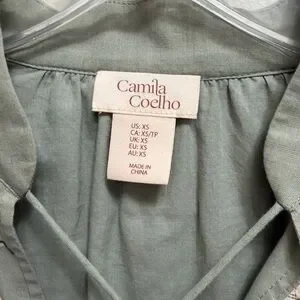 Camila
Coelho
US: XS
CA: XS/TP
UK: XS
EU: XS
AU: XS
MADE IN
CHINA